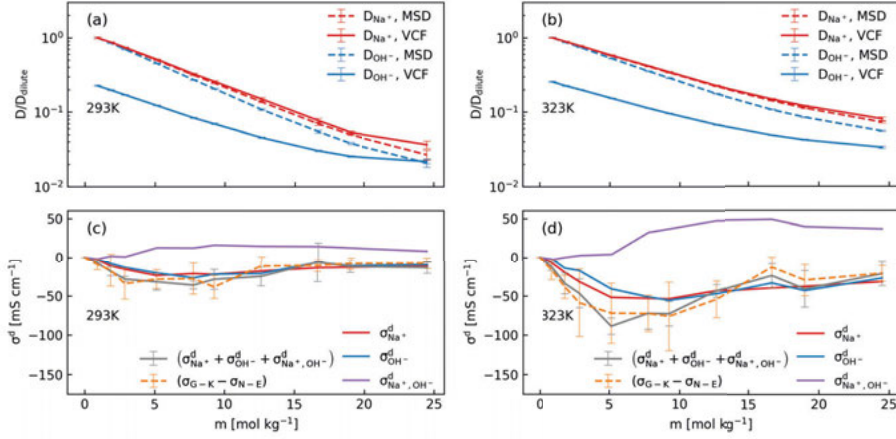 (a)
D_Na⁺, MSD
D_Na⁺, VCF
D_OH⁻, MSD
D_OH⁻, VCF
10⁰
10⁻¹
10⁻²
D/D_dilute
293K
(b)
D_Na⁺, MSD
D_Na⁺, VCF
D_OH⁻, MSD
D_OH⁻, VCF
10⁰
10⁻¹
10⁻²
D/D_dilute
323K
(c)
50
0
−50
−100
−150
σ^d [mS cm⁻¹]
293K
σ^d_Na⁺
(σ^d_Na⁺ + σ^d_OH⁻ + σ^d_Na⁺,OH⁻)
σ^d_OH⁻
(σ_G−K − σ_N−E)
σ^d_Na⁺,OH⁻
0 5 10 15 20 25
m [mol kg⁻¹]
(d)
50
0
−50
−100
−150
σ^d [mS cm⁻¹]
323K
σ^d_Na⁺
(σ^d_Na⁺ + σ^d_OH⁻ + σ^d_Na⁺,OH⁻)
σ^d_OH⁻
(σ_G−K − σ_N−E)
σ^d_Na⁺,OH⁻
0 5 10 15 20 25
m [mol kg⁻¹]